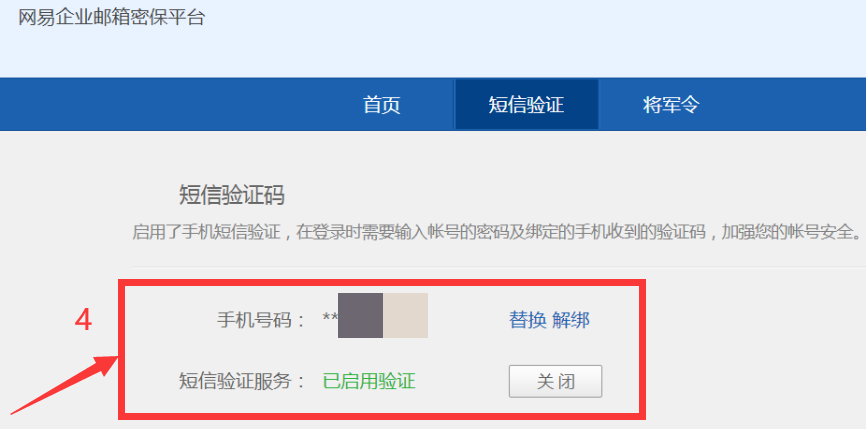 网易企业邮箱密保平台
首页 短信验证 将军令
短信验证码
启用了手机短信验证，在登录时需要输入帐号的密码及绑定的手机收到的验证码，加强您的帐号安全。
4
手机号码： ** 替换 解绑
短信验证服务： 已启用验证 关 闭